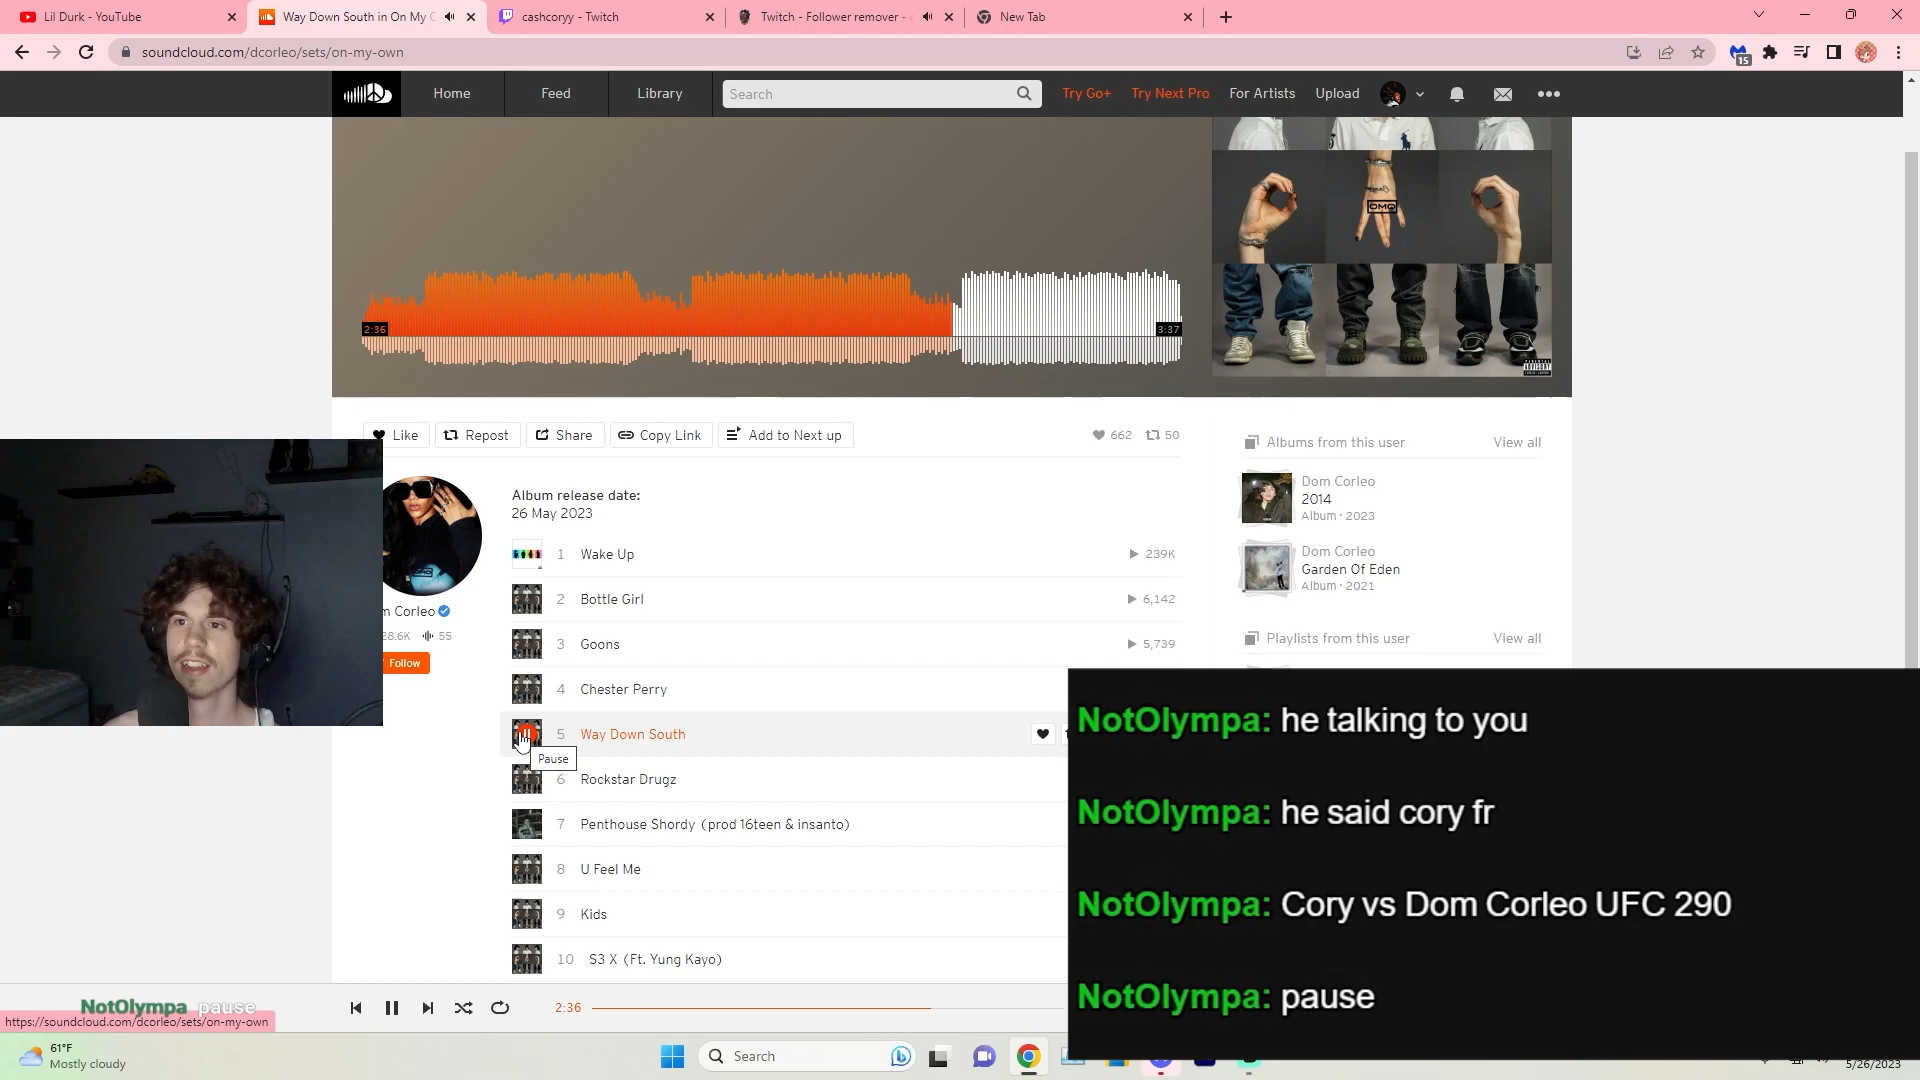 Lil Durk - YouTube
Way Down South in On My
cashcoryy - Twitch
Twitch - Follower remover -
New Tab
soundcloud.com/dcorleo/sets/on-my-own
15
Home
Feed
Library
Search
Try Go+
Try Next Pro
For Artists
Upload
OMO
2:36
3:37
Like
Repost
Share
Copy Link
Add to Next up
662
50
Albums from this user
View all
Dom Corleo
2014
Album · 2023
Dom Corleo
Garden Of Eden
Album · 2021
Playlists from this user
View all
Corleo
28.6K
55
Follow
Album release date:
26 May 2023
1 Wake Up 239K
2 Bottle Girl 6,142
3 Goons 5,739
4 Chester Perry
5 Way Down South
Pause
6 Rockstar Drugz
7 Penthouse Shordy (prod 16teen & insanto)
8 U Feel Me
9 Kids
10 S3 X (Ft. Yung Kayo)
NotOlympa: he talking to you
NotOlympa: he said cory fr
NotOlympa: Cory vs Dom Corleo UFC 290
NotOlympa: pause
NotOlympa pause
2:36
https://soundcloud.com/dcorleo/sets/on-my-own
61°F
Mostly cloudy
Search
5/26/2023